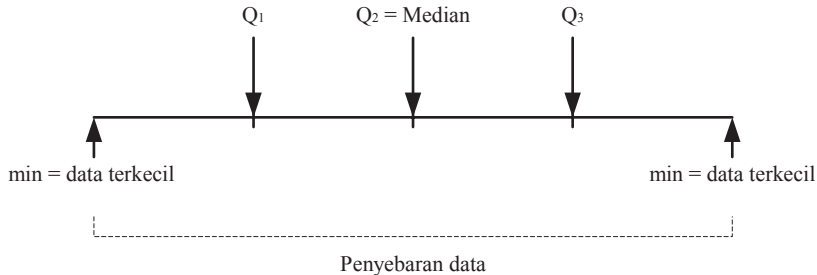 Q1 Q2 = Median Q3
min = data terkecil min = data terkecil
Penyebaran data